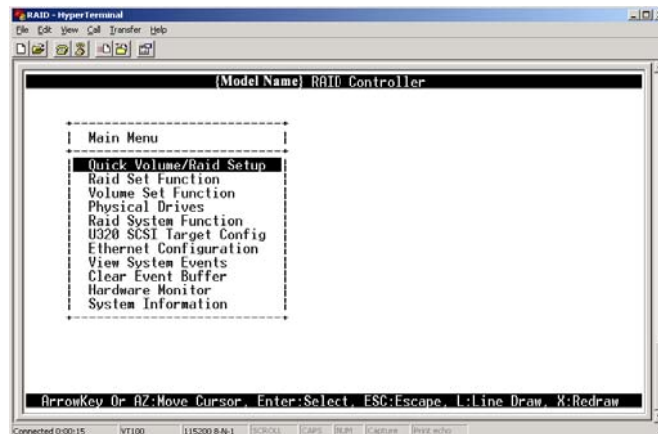 RAID - HyperTerminal
File Edit View Call Transfer Help
{Model Name} RAID Controller
Main Menu
Quick Volume/Raid Setup
Raid Set Function
Volume Set Function
Physical Drives
Raid System Function
U320 SCSI Target Config
Ethernet Configuration
View System Events
Clear Event Buffer
Hardware Monitor
System Information
ArrowKey Or AZ:Move Cursor, Enter:Select, ESC:Escape, L:Line Draw, X:Redraw
Connected 0:00:15 VT100 115200 8-N-1 SCROLL CAPS NUM Capture Print echo